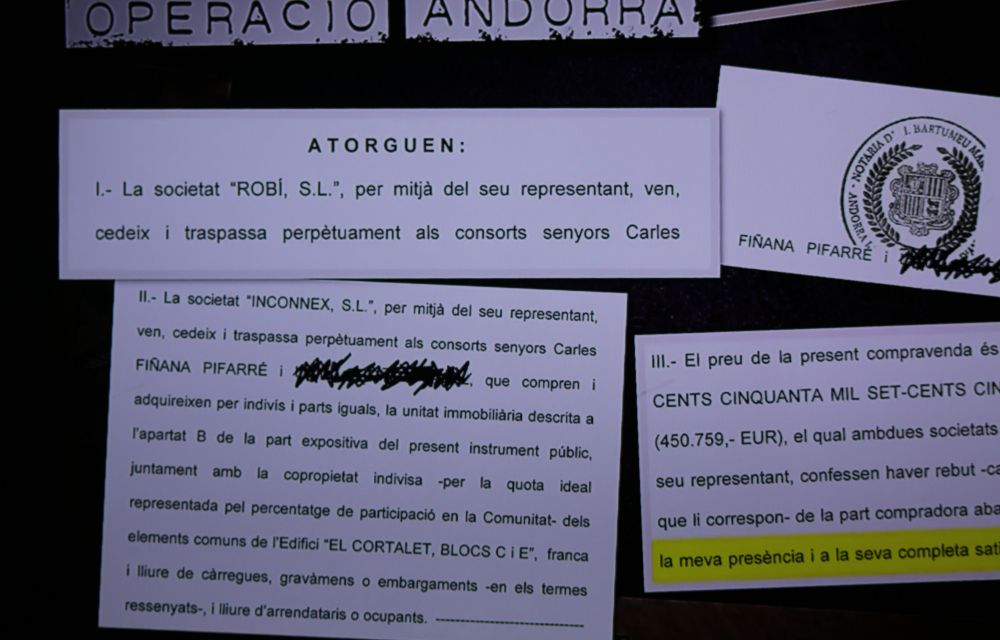 OPERACIÓ ANDORRA
ATORGUEN:
I.- La societat “ROBÍ, S.L.”, per mitjà del seu representant, ven,
cedeix i traspassa perpètuament als consorts senyors Carles
NOTARIA D' I. BARTUMEU
ANDORRA
FIÑANA PIFARRÉ i
II.- La societat “INCONNEX, S.L.”, per mitjà del seu representant,
ven, cedeix i traspassa perpètuament als consorts senyors Carles
FIÑANA PIFARRÉ i , que compren i
adquireixen per indivis i parts iguals, la unitat immobiliària descrita a
l’apartat B de la part expositiva del present instrument públic,
juntament amb la copropietat indivisa -per la quota ideal
representada pel percentatge de participació en la Comunitat- dels
elements comuns de l’Edifici “EL CORTALET, BLOCS C i E”, franca
i lliure de càrregues, gravàmens o embargaments -en els termes
ressenyats-, i lliure d’arrendataris o ocupants.
III.- El preu de la present compravenda és
CENTS CINQUANTA MIL SET-CENTS CIN
(450.759,- EUR), el qual ambdues societats
seu representant, confessen haver rebut -ca
que li correspon- de la part compradora aba
la meva presència i a la seva completa sati